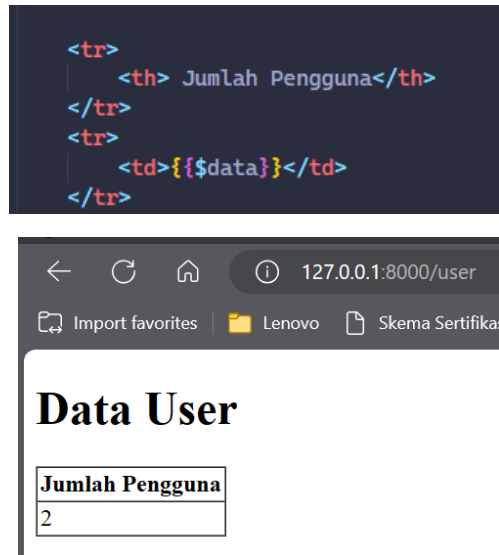 <tr>
<th> Jumlah Pengguna</th>
</tr>
<tr>
<td>{{$data}}</td>
</tr>
127.0.0.1:8000/user
Import favorites
Lenovo
Skema Sertifikas
Data User
Jumlah Pengguna
2